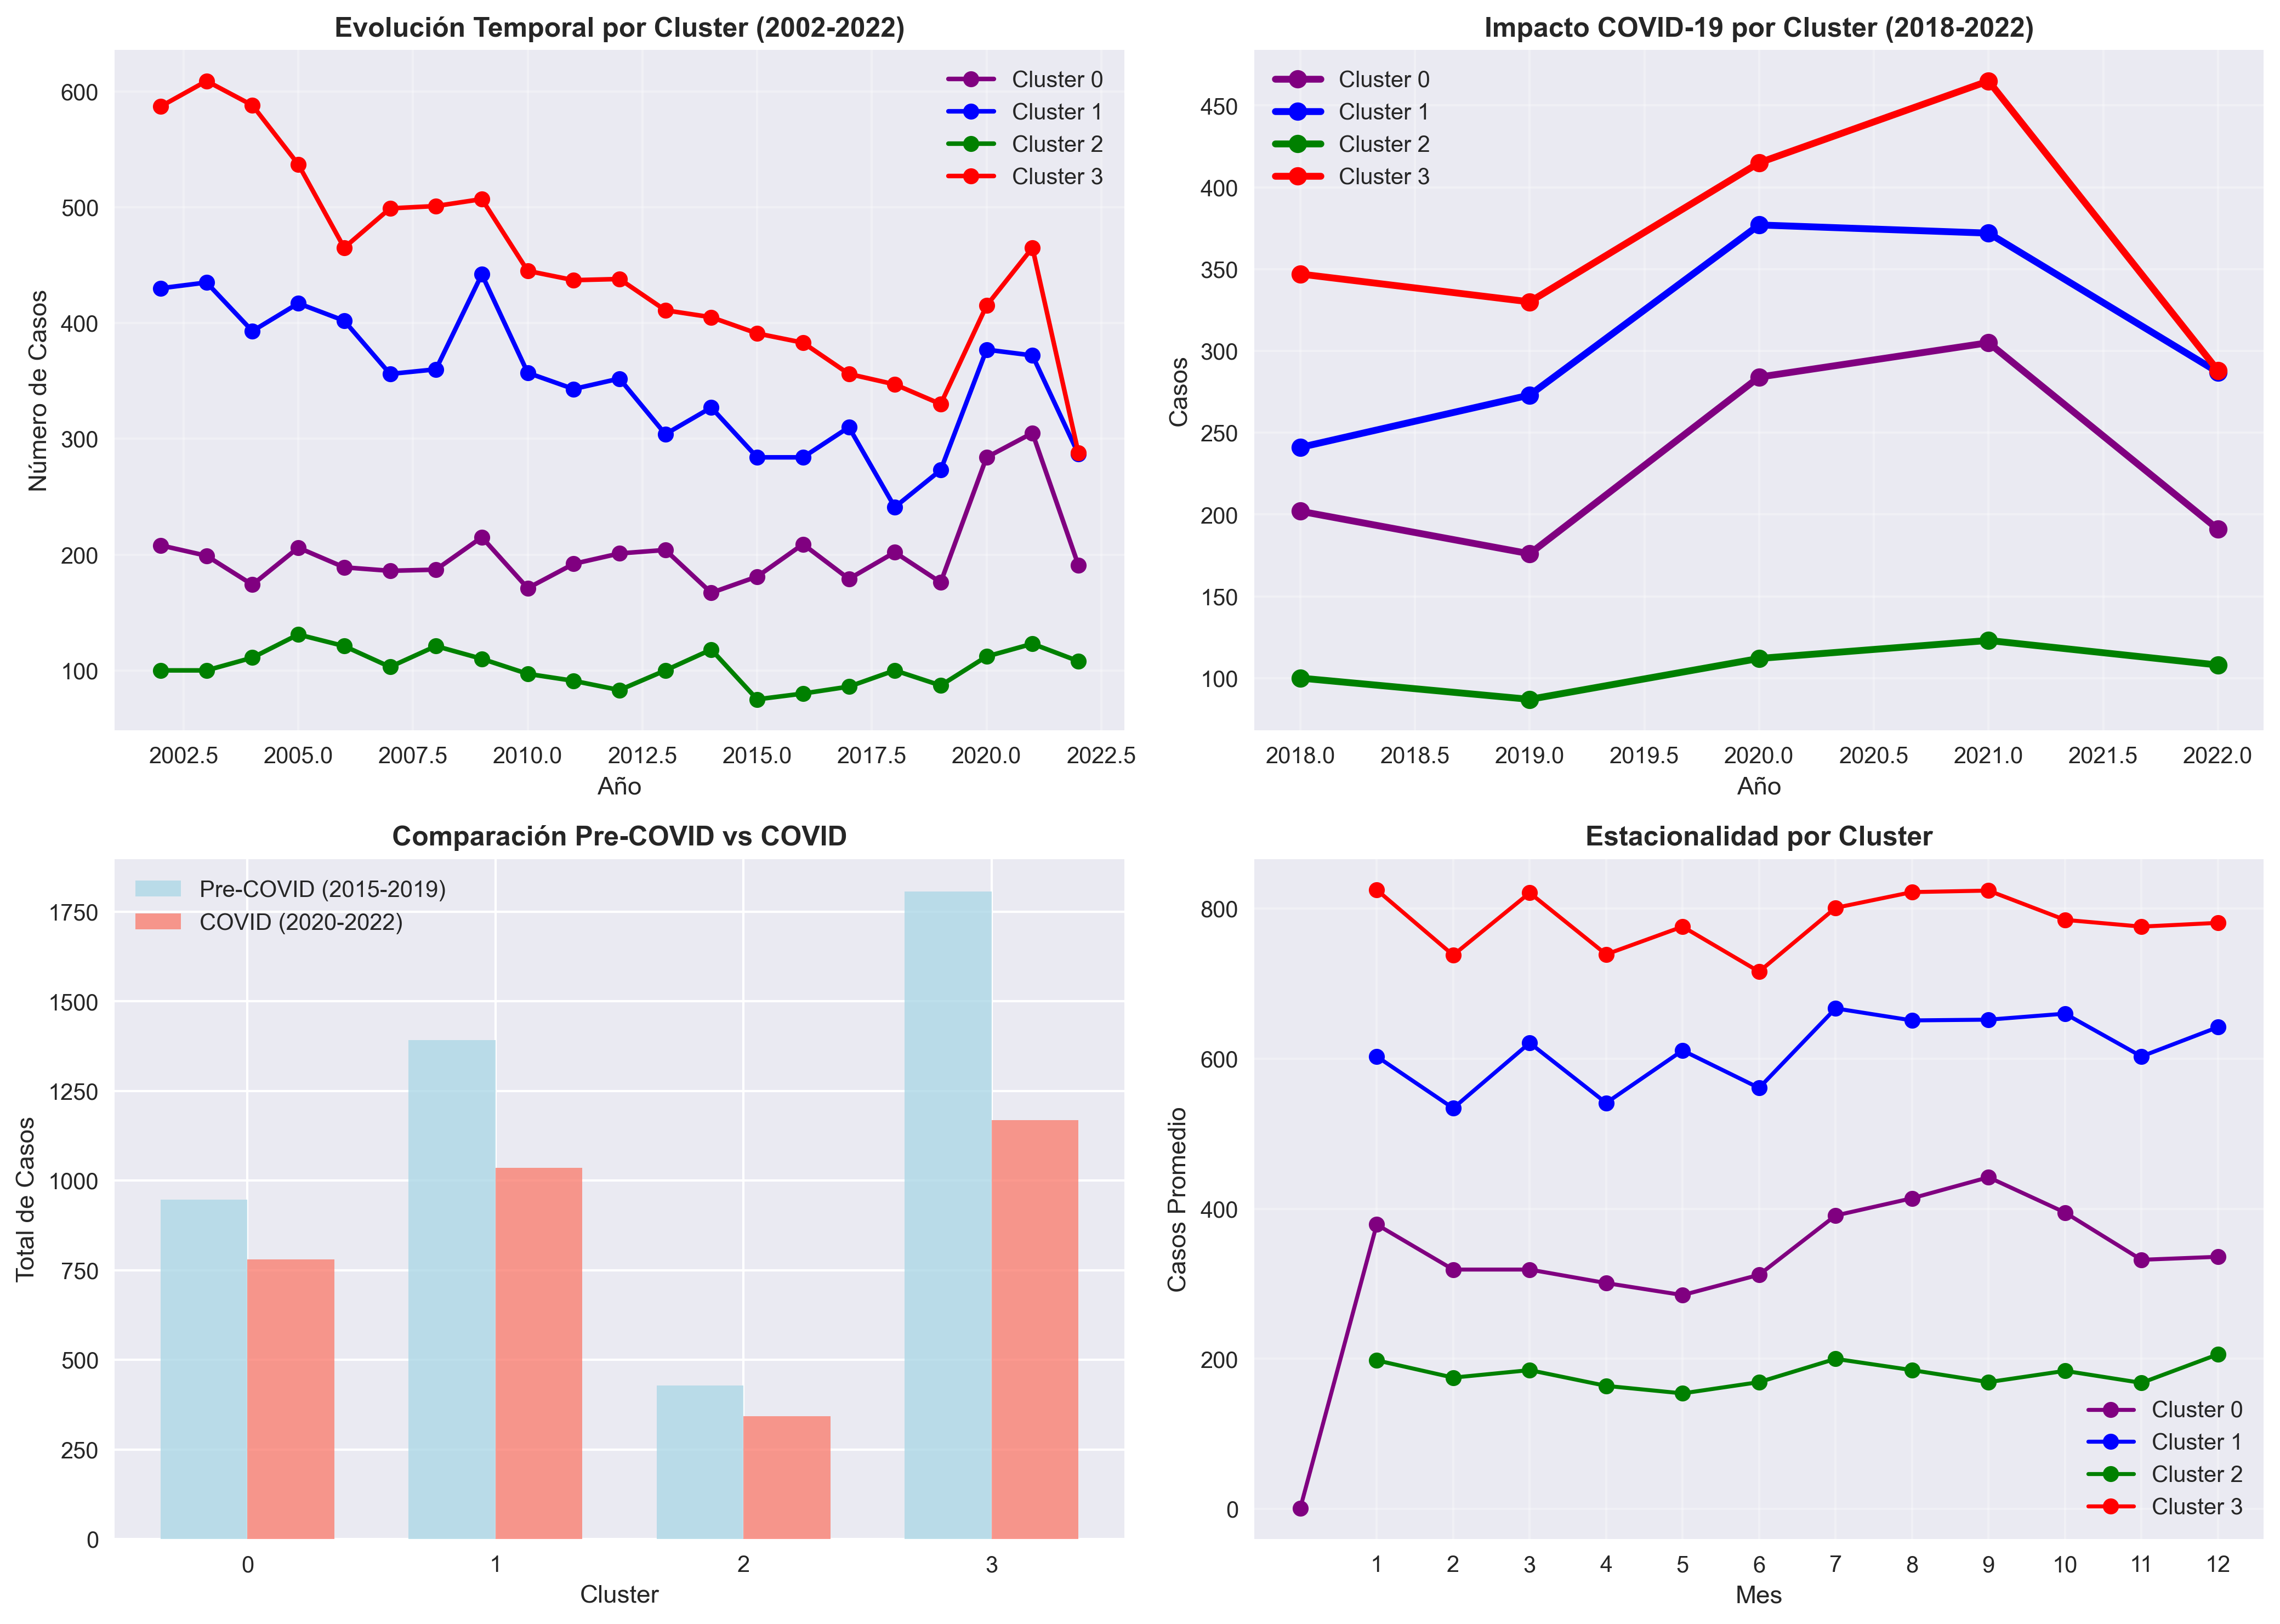 Evolución Temporal por Cluster (2002-2022)
Cluster 0
Cluster 1
Cluster 2
Cluster 3
600
500
400
300
200
100
Número de Casos
2002.5 2005.0 2007.5 2010.0 2012.5 2015.0 2017.5 2020.0 2022.5
Año
Impacto COVID-19 por Cluster (2018-2022)
Cluster 0
Cluster 1
Cluster 2
Cluster 3
450
400
350
300
250
200
150
100
Casos
2018.0 2018.5 2019.0 2019.5 2020.0 2020.5 2021.0 2021.5 2022.0
Año
Comparación Pre-COVID vs COVID
Pre-COVID (2015-2019)
COVID (2020-2022)
1750
1500
1250
1000
750
500
250
0
Total de Casos
0 1 2 3
Cluster
Estacionalidad por Cluster
800
600
400
200
0
Casos Promedio
Cluster 0
Cluster 1
Cluster 2
Cluster 3
1 2 3 4 5 6 7 8 9 10 11 12
Mes